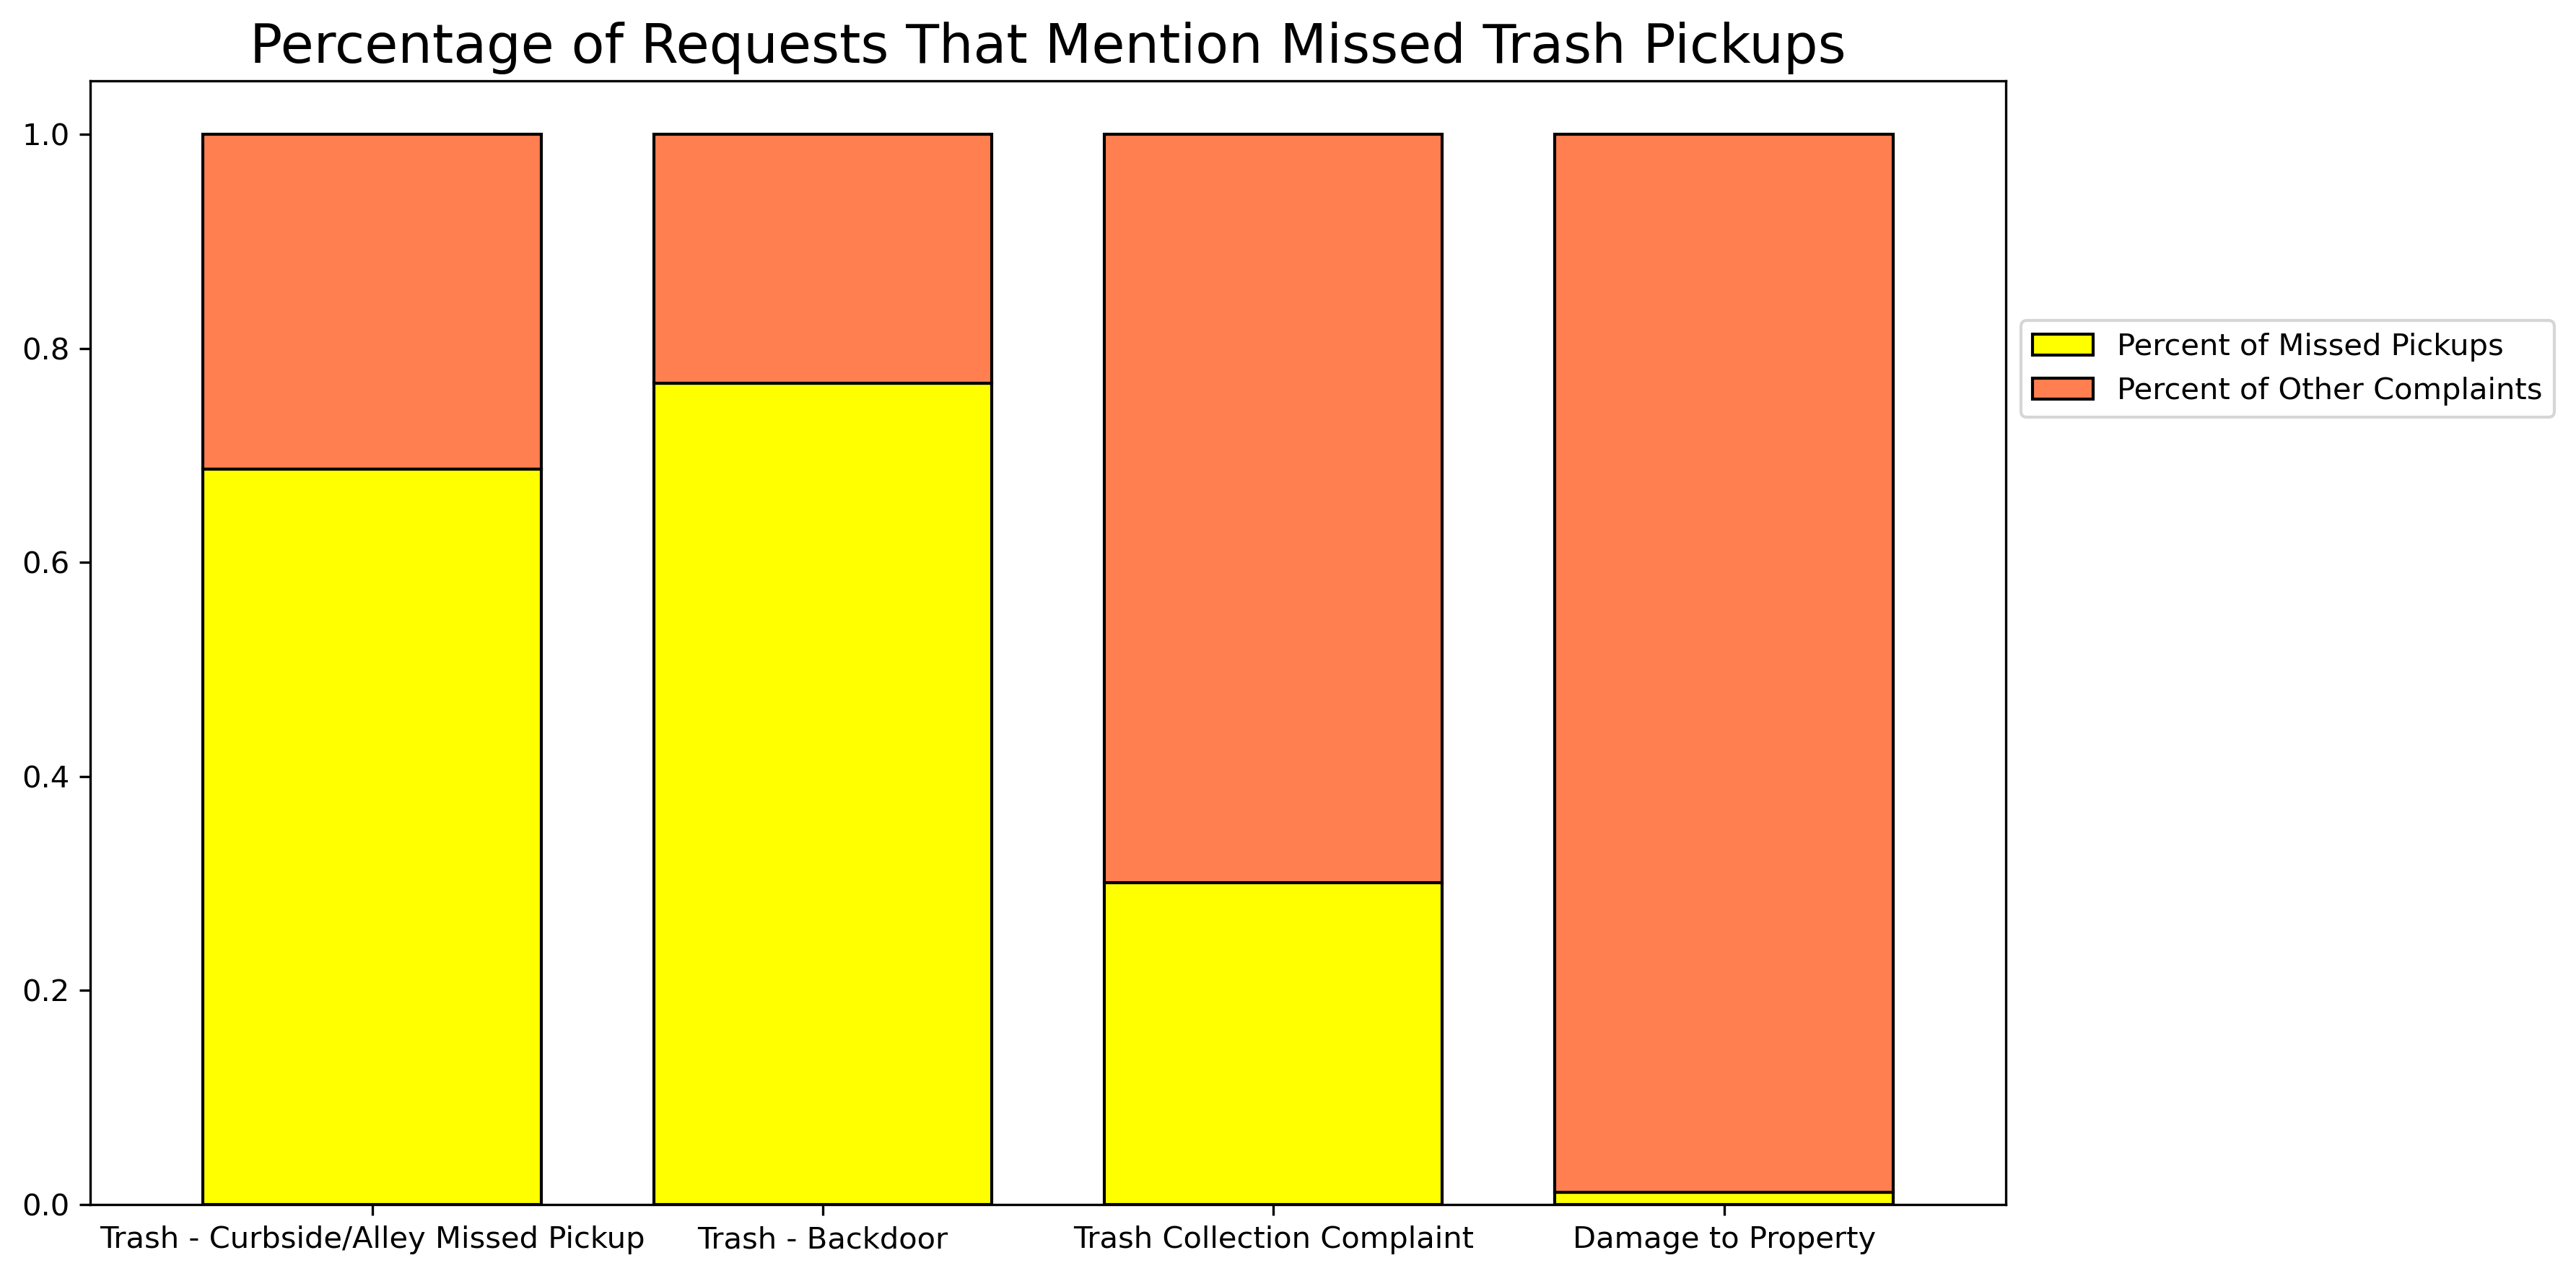 Percentage of Requests That Mention Missed Trash Pickups
1.0
0.8
0.6
0.4
0.2
0.0
Trash - Curbside/Alley Missed Pickup
Trash - Backdoor
Trash Collection Complaint
Damage to Property
Percent of Missed Pickups
Percent of Other Complaints